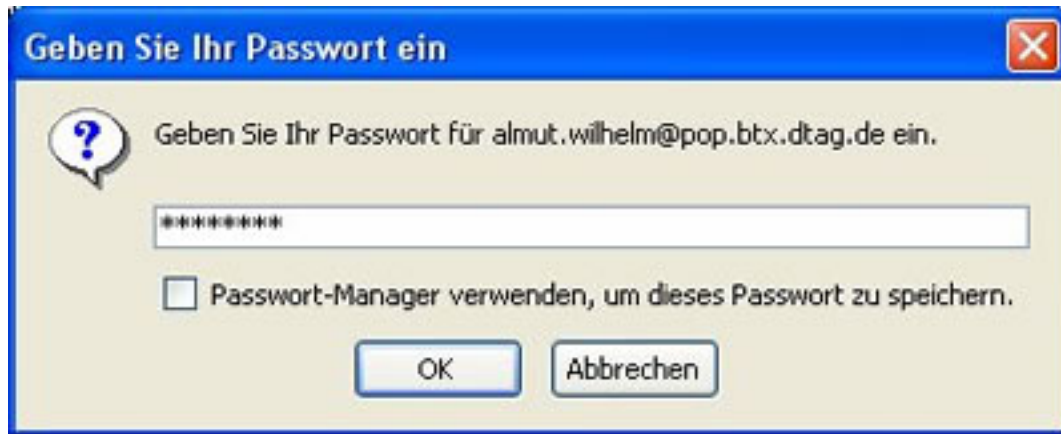 Geben Sie Ihr Passwort ein
Geben Sie Ihr Passwort für almut.wilhelm@pop.btx.dtag.de ein.
********
Passwort-Manager verwenden, um dieses Passwort zu speichern.
OK Abbrechen